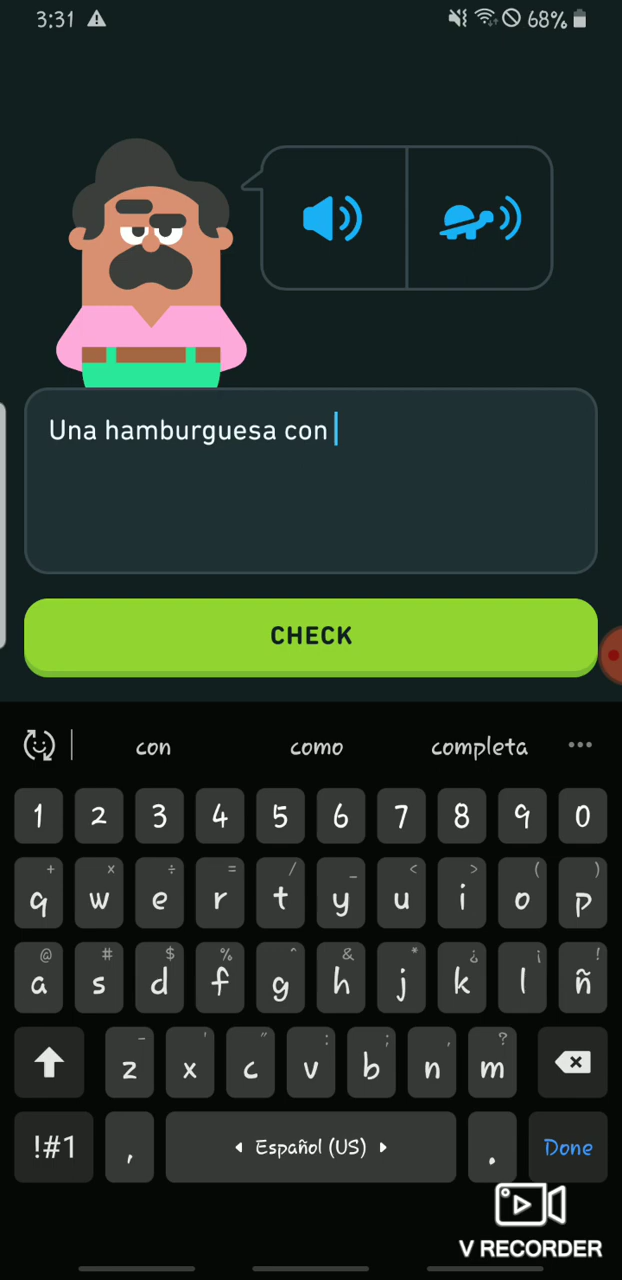 3:31 68%
Una hamburguesa con
CHECK
con como completa
1 2 3 4 5 6 7 8 9 0
+ × ÷ = / _ < > ( )
q w e r t y u i o p
@ # $ % ^ & * ¿ ¡ !
a s d f g h j k l ñ
- ' " : ; , ?
z x c v b n m
!#1 , Español (US) . Done
V RECORDER